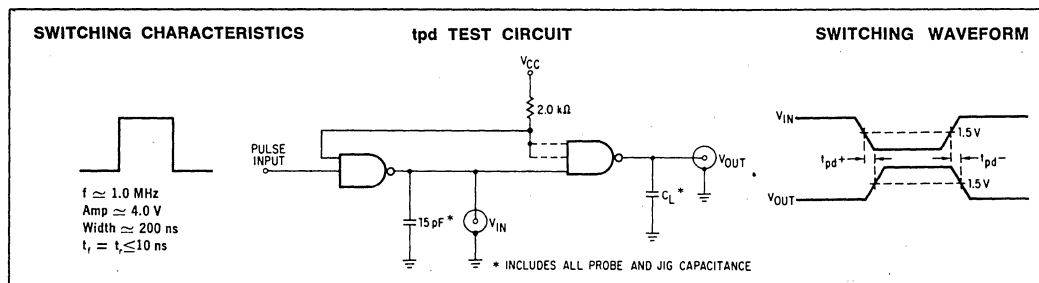 SWITCHING CHARACTERISTICS
tpd TEST CIRCUIT
SWITCHING WAVEFORM
VCC
2.0 kΩ
PULSE
INPUT
VOUT
CL*
15 pF*
VIN
f ≃ 1.0 MHz
Amp ≃ 4.0 V
Width ≃ 200 ns
tf = tr ≤10 ns
* INCLUDES ALL PROBE AND JIG CAPACITANCE
VIN
1.5 V
tpd+
tpd−
1.5 V
VOUT